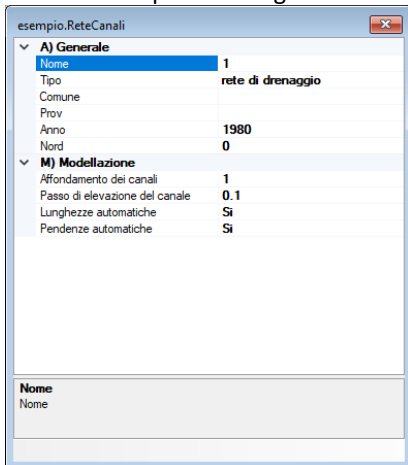 esempio.ReteCanali
A) Generale
Nome 1
Tipo rete di drenaggio
Comune
Prov
Anno 1980
Nord 0
M) Modellazione
Affondamento dei canali 1
Passo di elevazione del canale 0.1
Lunghezze automatiche Si
Pendenze automatiche Si
Nome
Nome